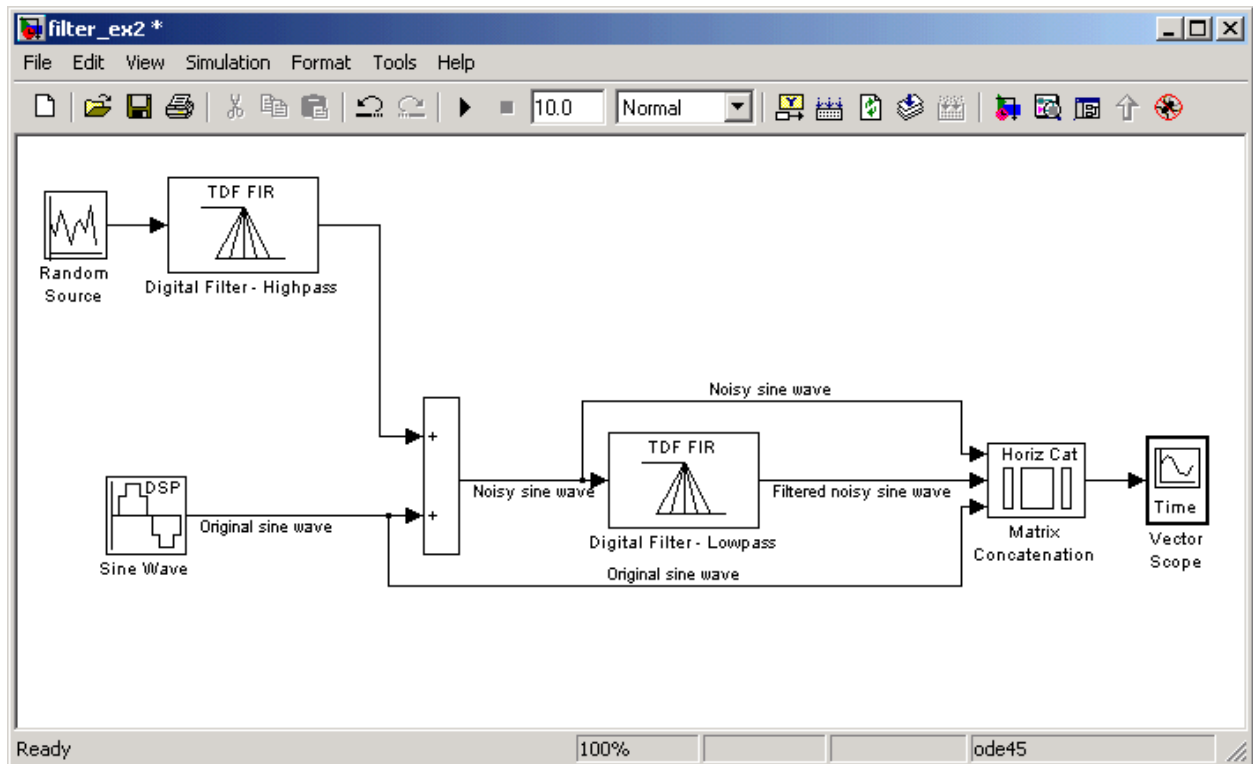 filter_ex2 *
File Edit View Simulation Format Tools Help
10.0 Normal
TDF FIR
Random
Source
Digital Filter - Highpass
Noisy sine wave
+
TDF FIR
Horiz Cat
DSP
Noisy sine wave
Filtered noisy sine wave
Time
Original sine wave
+
Digital Filter - Lowpass
Matrix
Concatenation
Vector
Scope
Sine Wave
Original sine wave
Ready 100% ode45